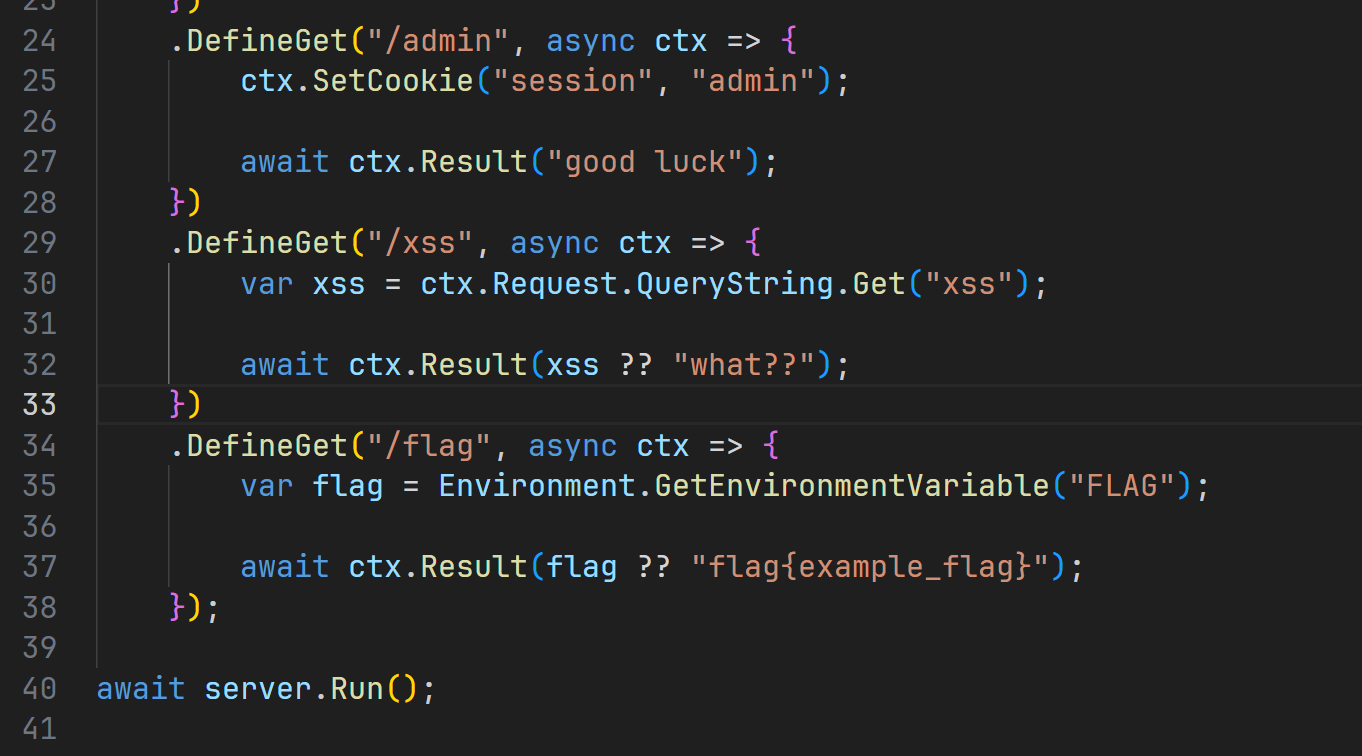 23 })
24 .DefineGet("/admin", async ctx => {
25 ctx.SetCookie("session", "admin");
26
27 await ctx.Result("good luck");
28 })
29 .DefineGet("/xss", async ctx => {
30 var xss = ctx.Request.QueryString.Get("xss");
31
32 await ctx.Result(xss ?? "what??");
33 })
34 .DefineGet("/flag", async ctx => {
35 var flag = Environment.GetEnvironmentVariable("FLAG");
36
37 await ctx.Result(flag ?? "flag{example_flag}");
38 });
39
40 await server.Run();
41